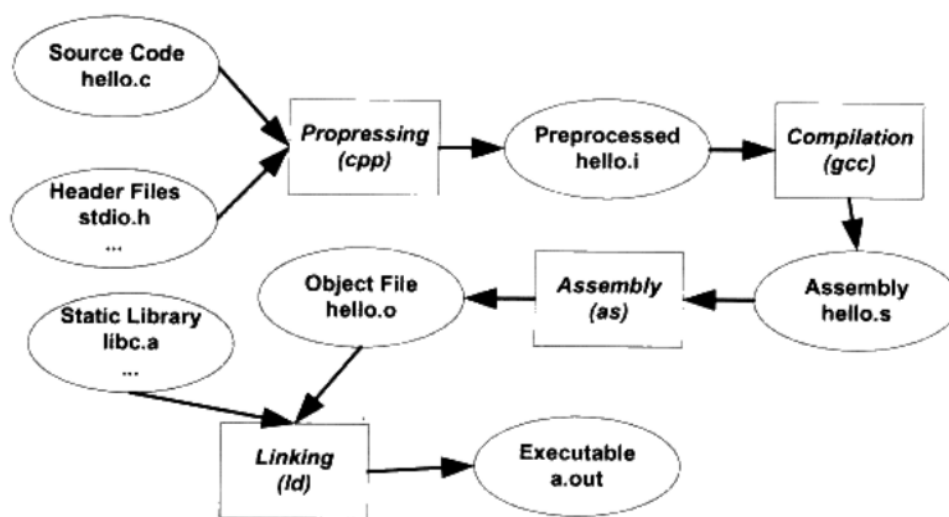 Source Code
hello.c
Header Files
stdio.h
...
Propressing
(cpp)
Preprocessed
hello.i
Compilation
(gcc)
Assembly
hello.s
Assembly
(as)
Object File
hello.o
Static Library
libc.a
...
Linking
(ld)
Executable
a.out